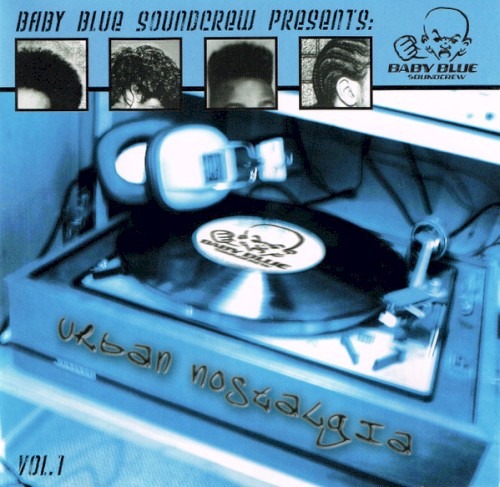 BABY BLUE SOUNDCREW PRESENTS:
BABY BLUE
SOUNDCREW
BABY BLUE
urban nostalgia
VOL.1